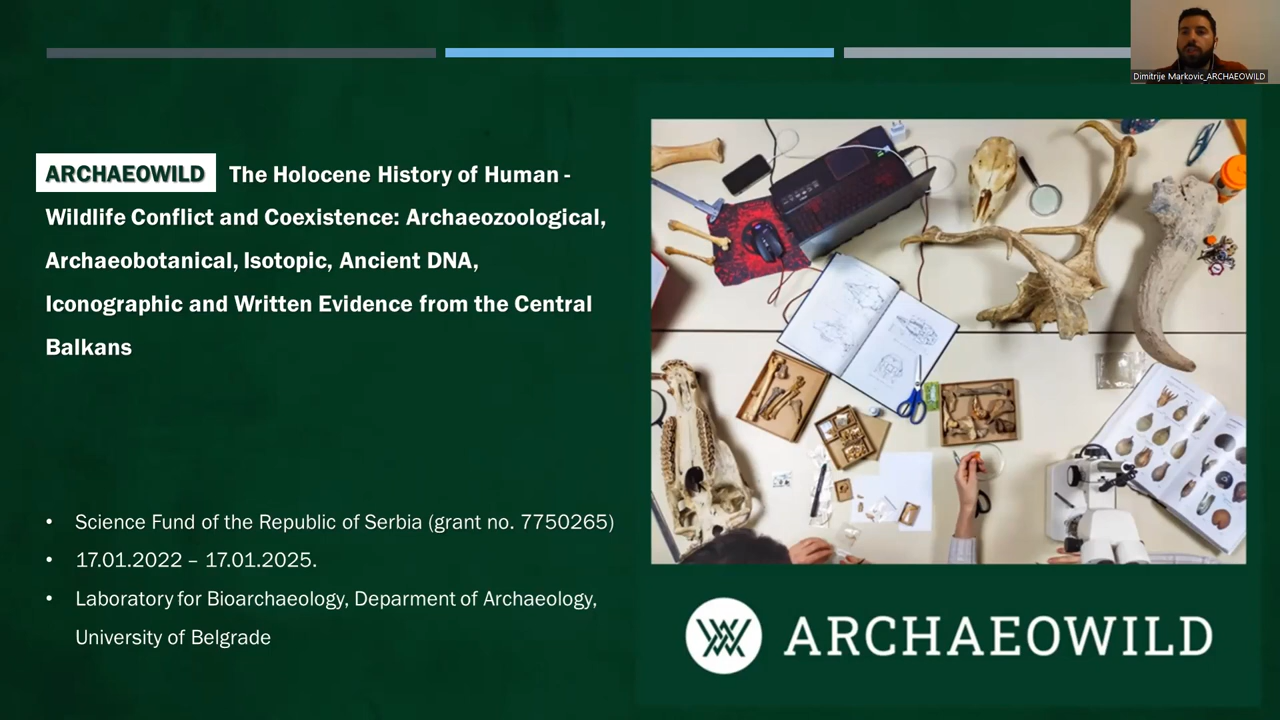 Dimitrije Markovic_ARCHAEOWILD
ARCHAEOWILD The Holocene History of Human -
Wildlife Conflict and Coexistence: Archaeozoological,
Archaeobotanical, Isotopic, Ancient DNA,
Iconographic and Written Evidence from the Central
Balkans
• Science Fund of the Republic of Serbia (grant no. 7750265)
• 17.01.2022 – 17.01.2025.
• Laboratory for Bioarchaeology, Deparment of Archaeology,
University of Belgrade
ARCHAEOWILD